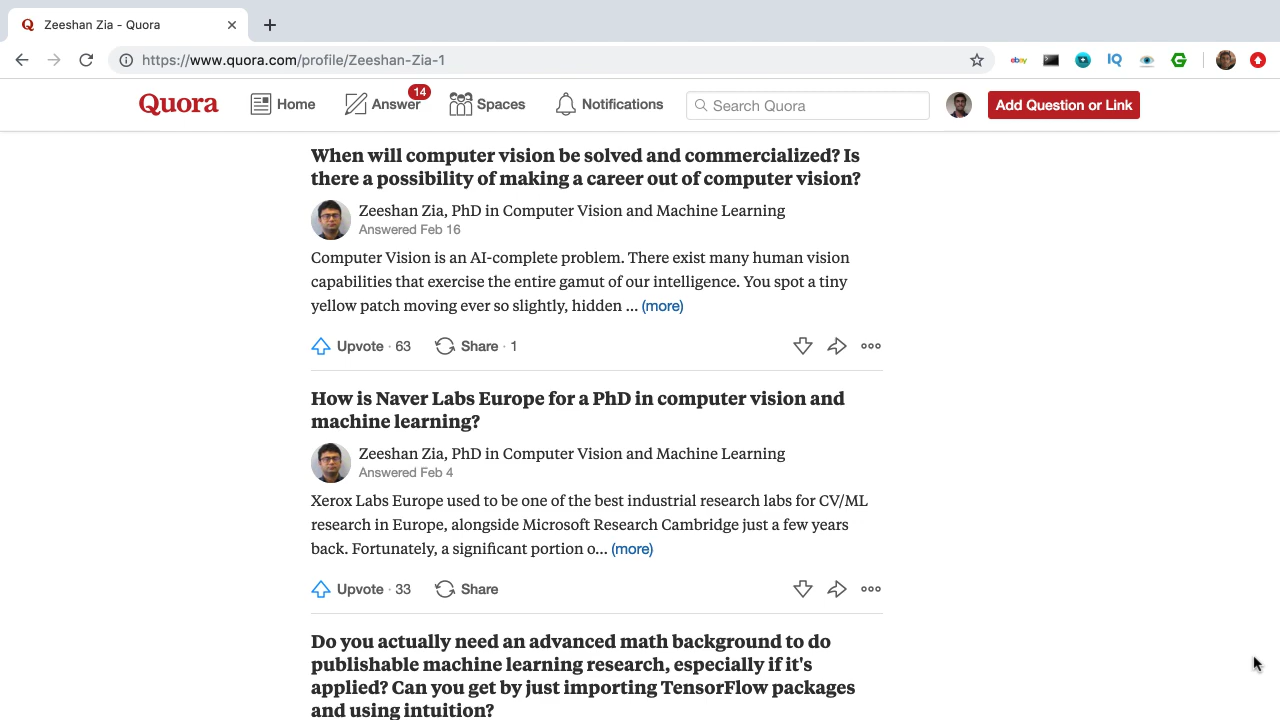 Zeeshan Zia - Quora
https://www.quora.com/profile/Zeeshan-Zia-1
ebay
IQ
Quora
Home
Answer
14
Spaces
Notifications
Search Quora
Add Question or Link
When will computer vision be solved and commercialized? Is
there a possibility of making a career out of computer vision?
Zeeshan Zia, PhD in Computer Vision and Machine Learning
Answered Feb 16
Computer Vision is an AI-complete problem. There exist many human vision
capabilities that exercise the entire gamut of our intelligence. You spot a tiny
yellow patch moving ever so slightly, hidden ... (more)
Upvote · 63 Share · 1
How is Naver Labs Europe for a PhD in computer vision and
machine learning?
Zeeshan Zia, PhD in Computer Vision and Machine Learning
Answered Feb 4
Xerox Labs Europe used to be one of the best industrial research labs for CV/ML
research in Europe, alongside Microsoft Research Cambridge just a few years
back. Fortunately, a significant portion o... (more)
Upvote · 33 Share
Do you actually need an advanced math background to do
publishable machine learning research, especially if it's
applied? Can you get by just importing TensorFlow packages
and using intuition?